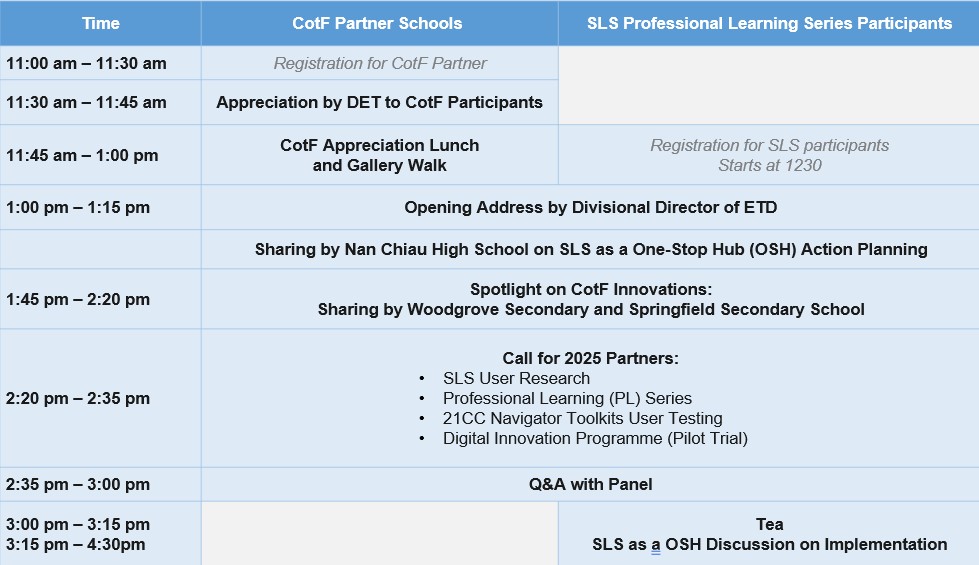 Time CotF Partner Schools SLS Professional Learning Series Participants
11:00 am – 11:30 am Registration for CotF Partner
11:30 am – 11:45 am Appreciation by DET to CotF Participants
11:45 am – 1:00 pm
CotF Appreciation Lunch
and Gallery Walk
Registration for SLS participants
Starts at 1230
1:00 pm – 1:15 pm Opening Address by Divisional Director of ETD
Sharing by Nan Chiau High School on SLS as a One-Stop Hub (OSH) Action Planning
1:45 pm – 2:20 pm
Spotlight on CotF Innovations:
Sharing by Woodgrove Secondary and Springfield Secondary School
2:20 pm – 2:35 pm
Call for 2025 Partners:
• SLS User Research
• Professional Learning (PL) Series
• 21CC Navigator Toolkits User Testing
• Digital Innovation Programme (Pilot Trial)
2:35 pm – 3:00 pm Q&A with Panel
3:00 pm – 3:15 pm
3:15 pm – 4:30pm
Tea
SLS as a OSH Discussion on Implementation